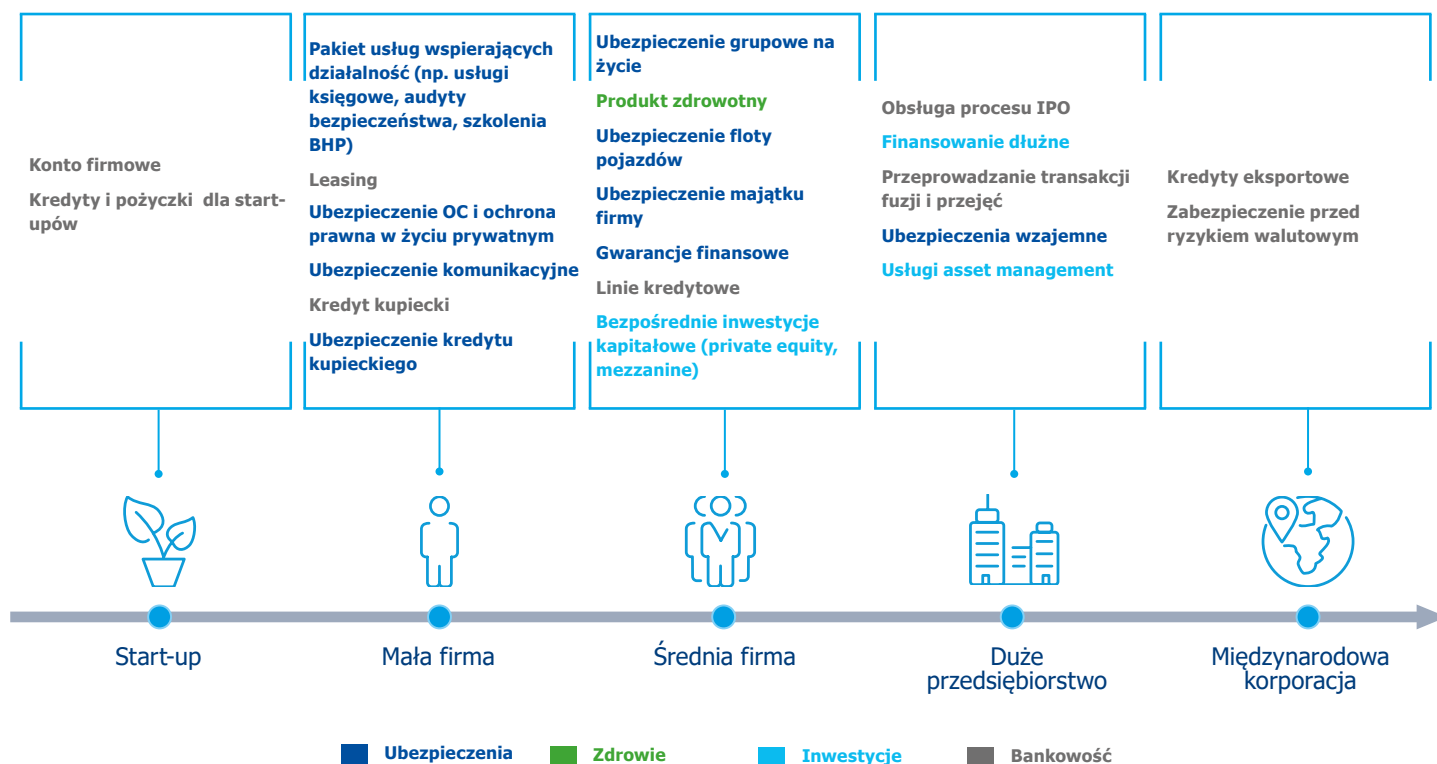 Konto firmowe
Kredyty i pożyczki dla start-
upów
Pakiet usług wspierających
działalność (np. usługi
księgowe, audyty
bezpieczeństwa, szkolenia
BHP)
Leasing
Ubezpieczenie OC i ochrona
prawna w życiu prywatnym
Ubezpieczenie komunikacyjne
Kredyt kupiecki
Ubezpieczenie kredytu
kupieckiego
Ubezpieczenie grupowe na
życie
Produkt zdrowotny
Ubezpieczenie floty
pojazdów
Ubezpieczenie majątku
firmy
Gwarancje finansowe
Linie kredytowe
Bezpośrednie inwestycje
kapitałowe (private equity,
mezzanine)
Obsługa procesu IPO
Finansowanie dłużne
Przeprowadzanie transakcji
fuzji i przejęć
Ubezpieczenia wzajemne
Usługi asset management
Kredyty eksportowe
Zabezpieczenie przed
ryzykiem walutowym
Start-up
Mała firma
Średnia firma
Duże
przedsiębiorstwo
Międzynarodowa
korporacja
Ubezpieczenia
Zdrowie
Inwestycje
Bankowość